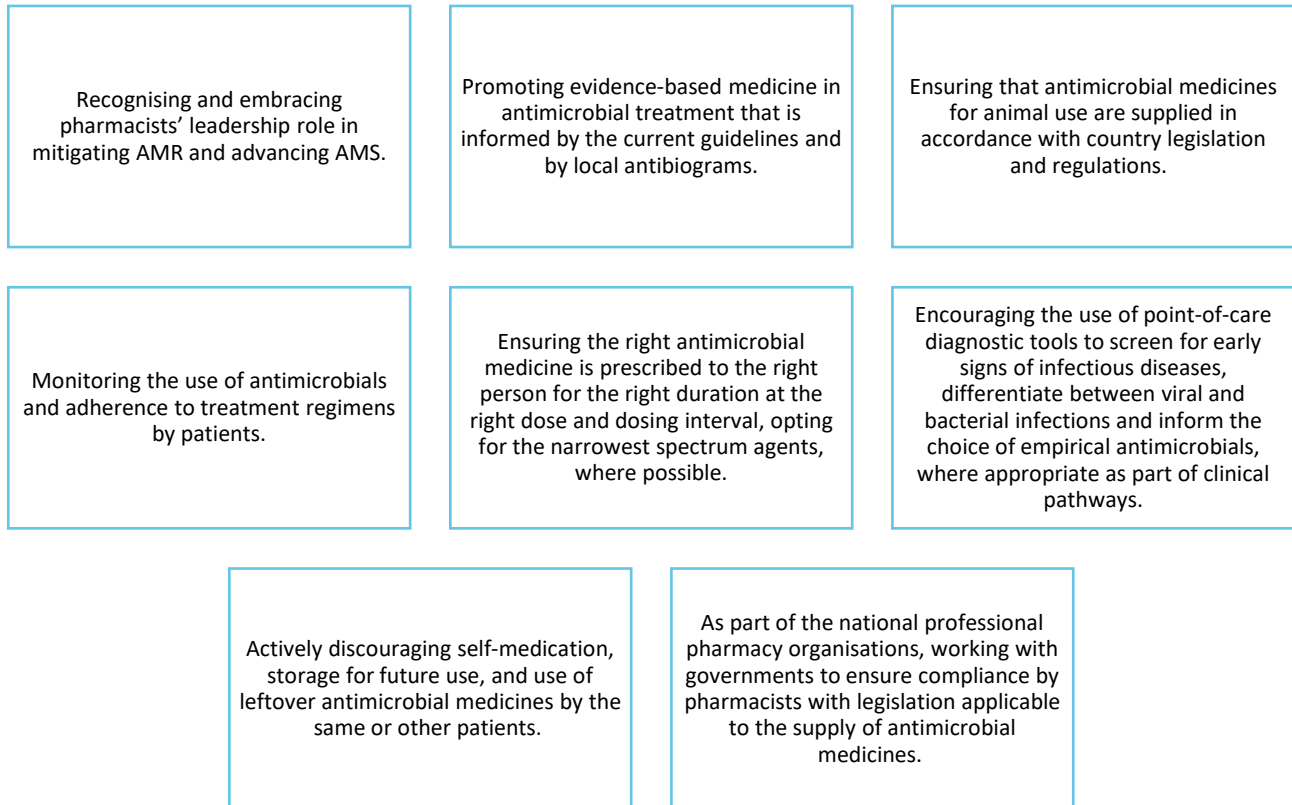 Recognising and embracing
pharmacists’ leadership role in
mitigating AMR and advancing AMS.
Promoting evidence-based medicine in
antimicrobial treatment that is
informed by the current guidelines and
by local antibiograms.
Ensuring that antimicrobial medicines
for animal use are supplied in
accordance with country legislation
and regulations.
Monitoring the use of antimicrobials
and adherence to treatment regimens
by patients.
Ensuring the right antimicrobial
medicine is prescribed to the right
person for the right duration at the
right dose and dosing interval, opting
for the narrowest spectrum agents,
where possible.
Encouraging the use of point-of-care
diagnostic tools to screen for early
signs of infectious diseases,
differentiate between viral and
bacterial infections and inform the
choice of empirical antimicrobials,
where appropriate as part of clinical
pathways.
Actively discouraging self-medication,
storage for future use, and use of
leftover antimicrobial medicines by the
same or other patients.
As part of the national professional
pharmacy organisations, working with
governments to ensure compliance by
pharmacists with legislation applicable
to the supply of antimicrobial
medicines.